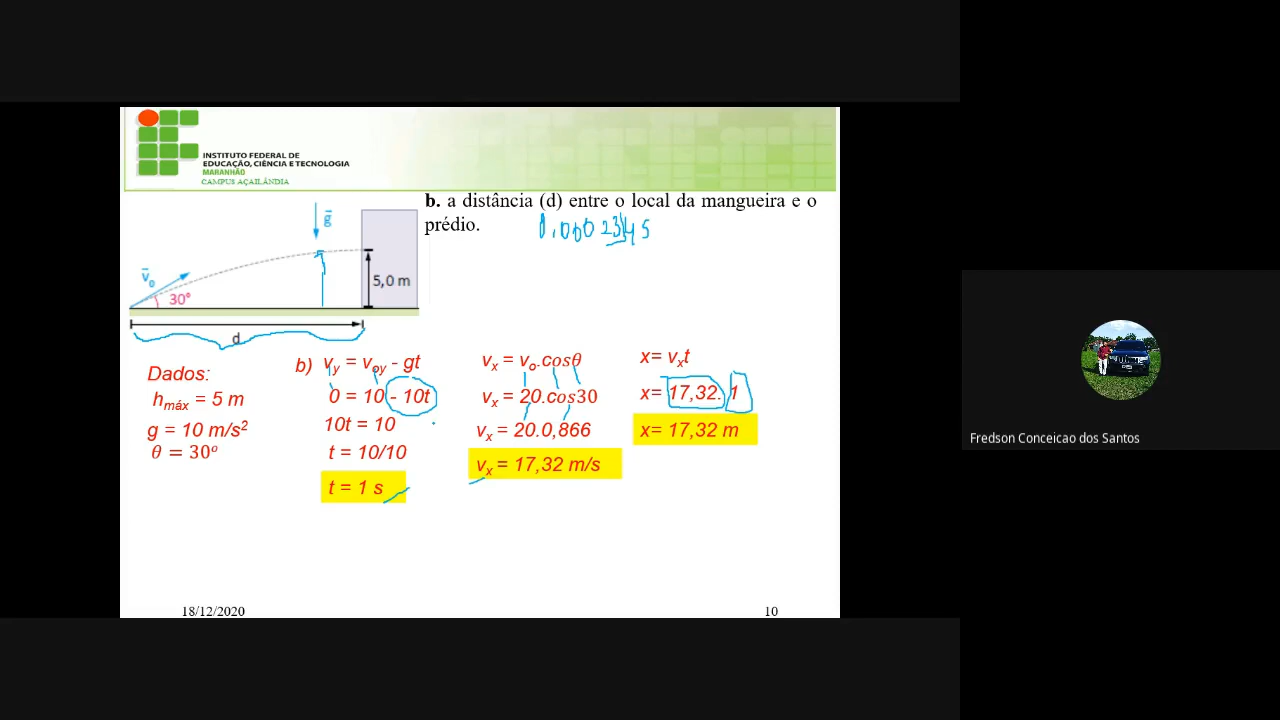 INSTITUTO FEDERAL DE
EDUCAÇÃO, CIÊNCIA E TECNOLOGIA
MARANHÃO
CAMPUS AÇAILÂNDIA
b. a distância (d) entre o local da mangueira e o
prédio.
g
v₀
30°
5,0 m
d
Dados:
hmáx = 5 m
g = 10 m/s²
θ = 30º
b) vy = voy - gt
0 = 10 - 10t
10t = 10
t = 10/10
t = 1 s
vx = vo.cosθ
vx = 20.cos30
vx = 20.0,866
vx = 17,32 m/s
x= vxt
x= 17,32. 1
x= 17,32 m
18/12/2020
10
Fredson Conceicao dos Santos